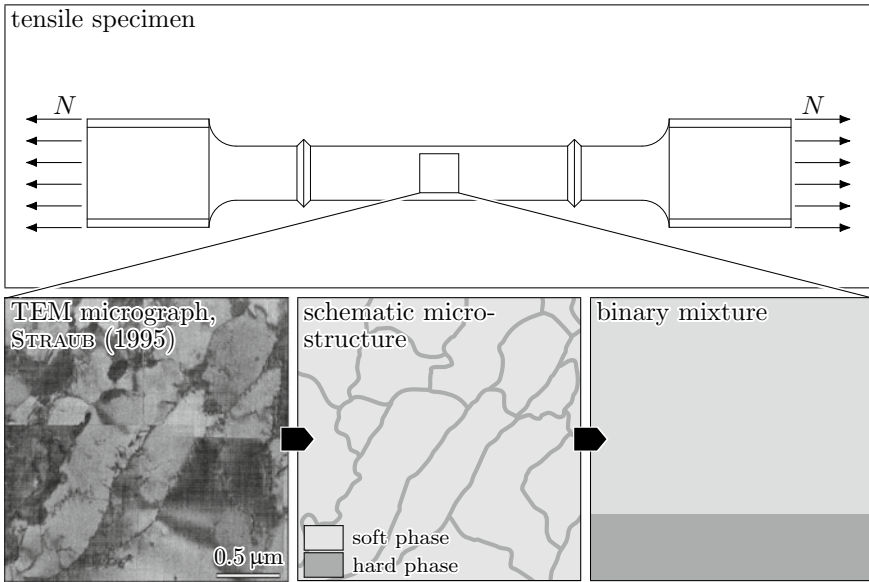 tensile specimen
N
N
TEM micrograph,
STRAUB (1995)
0.5 µm
schematic micro-
structure
soft phase
hard phase
binary mixture